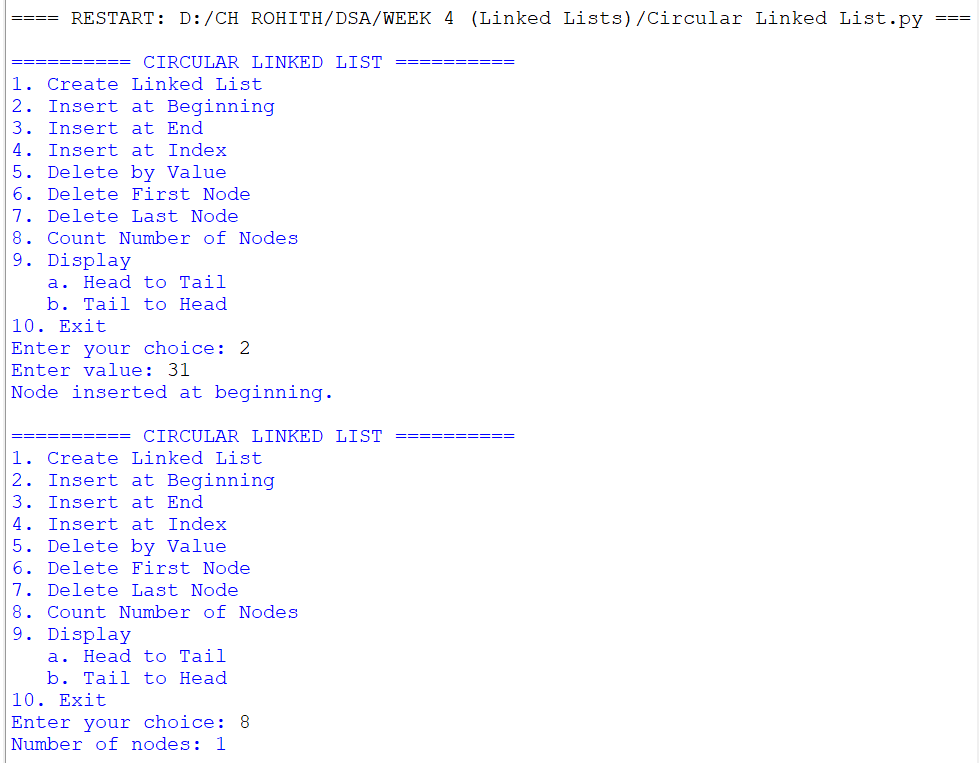 ==== RESTART: D:/CH ROHITH/DSA/WEEK 4 (Linked Lists)/Circular Linked List.py ===
========== CIRCULAR LINKED LIST ==========
1. Create Linked List
2. Insert at Beginning
3. Insert at End
4. Insert at Index
5. Delete by Value
6. Delete First Node
7. Delete Last Node
8. Count Number of Nodes
9. Display
   a. Head to Tail
   b. Tail to Head
10. Exit
Enter your choice: 2
Enter value: 31
Node inserted at beginning.
========== CIRCULAR LINKED LIST ==========
1. Create Linked List
2. Insert at Beginning
3. Insert at End
4. Insert at Index
5. Delete by Value
6. Delete First Node
7. Delete Last Node
8. Count Number of Nodes
9. Display
   a. Head to Tail
   b. Tail to Head
10. Exit
Enter your choice: 8
Number of nodes: 1